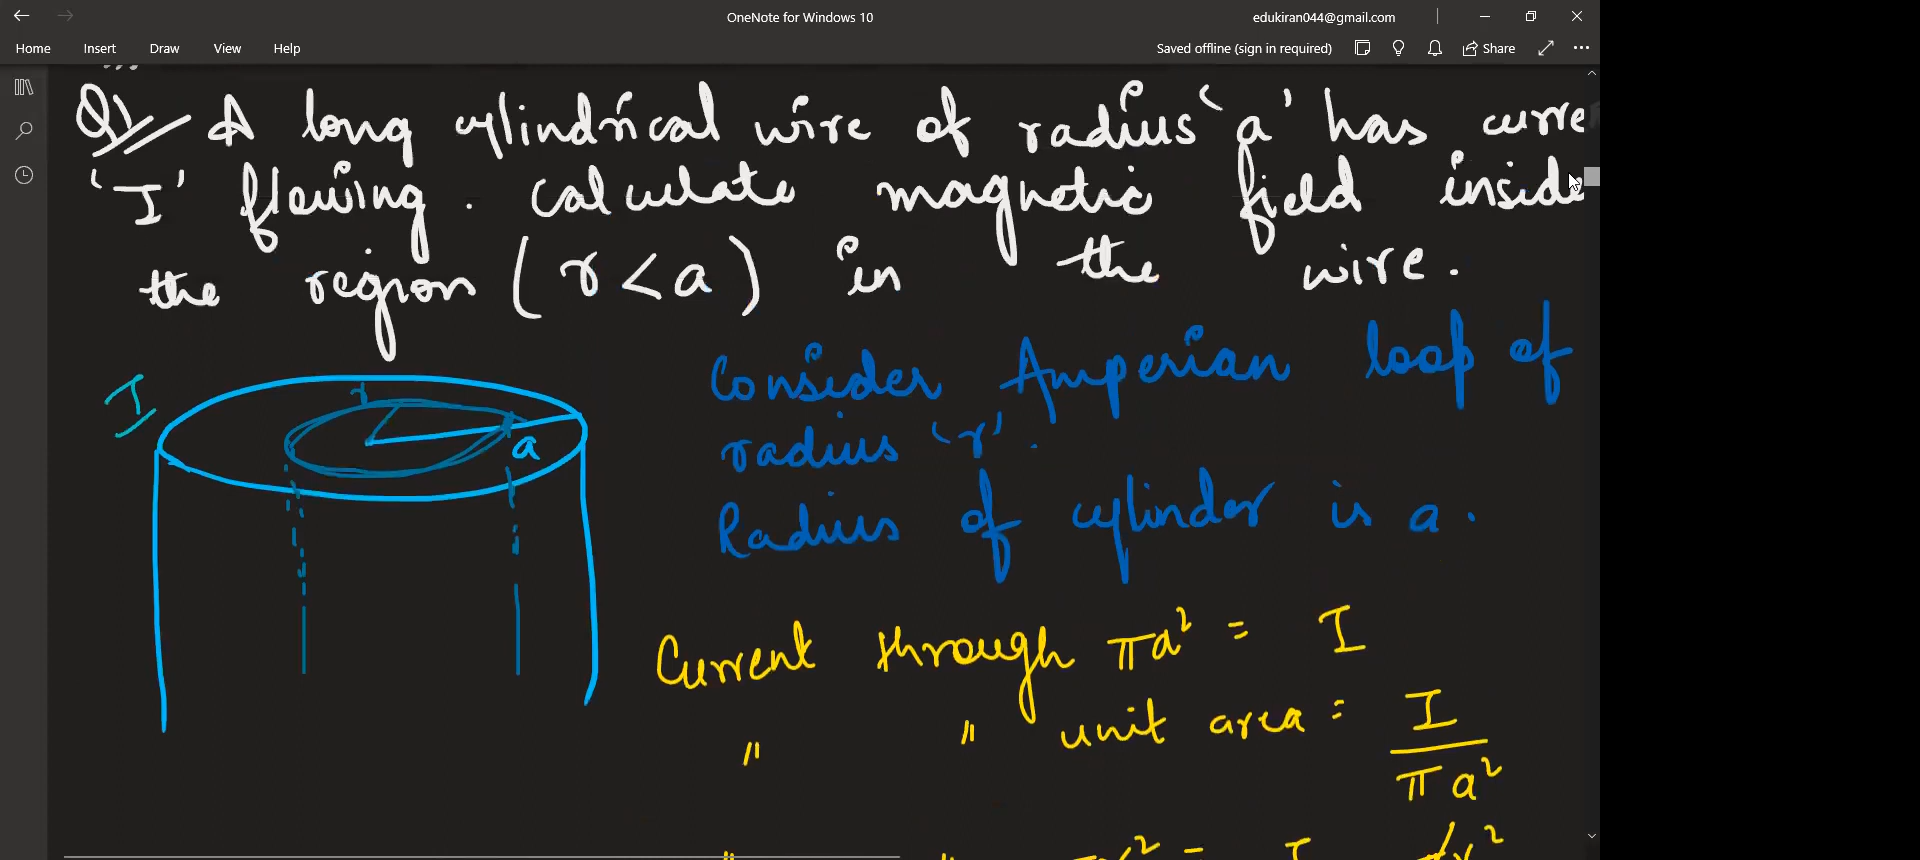 OneNote for Windows 10
edukiran044@gmail.com
Home Insert Draw View Help
Saved offline (sign in required)
Share
Q1 A long cylindrical wire of radius 'a' has curre
'I' flowing. calculate magnetic field inside
the region (r < a) in the wire.
I
r
a
Consider Amperian loop of
radius 'r'.
Radius of cylinder is a.
Current through πa² = I
" " unit area = I
πa²
" " = I r²